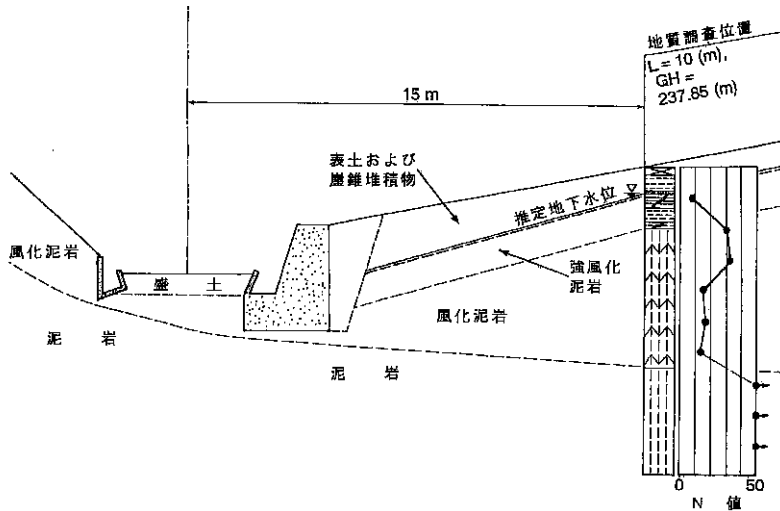 地質調査位置
L = 10 (m),
GH =
237.85 (m)
15 m
表土および
崖錐堆積物
推定地下水位
風化泥岩
盛 土
強風化
泥岩
風化泥岩
泥 岩
泥 岩
0
50
N 値